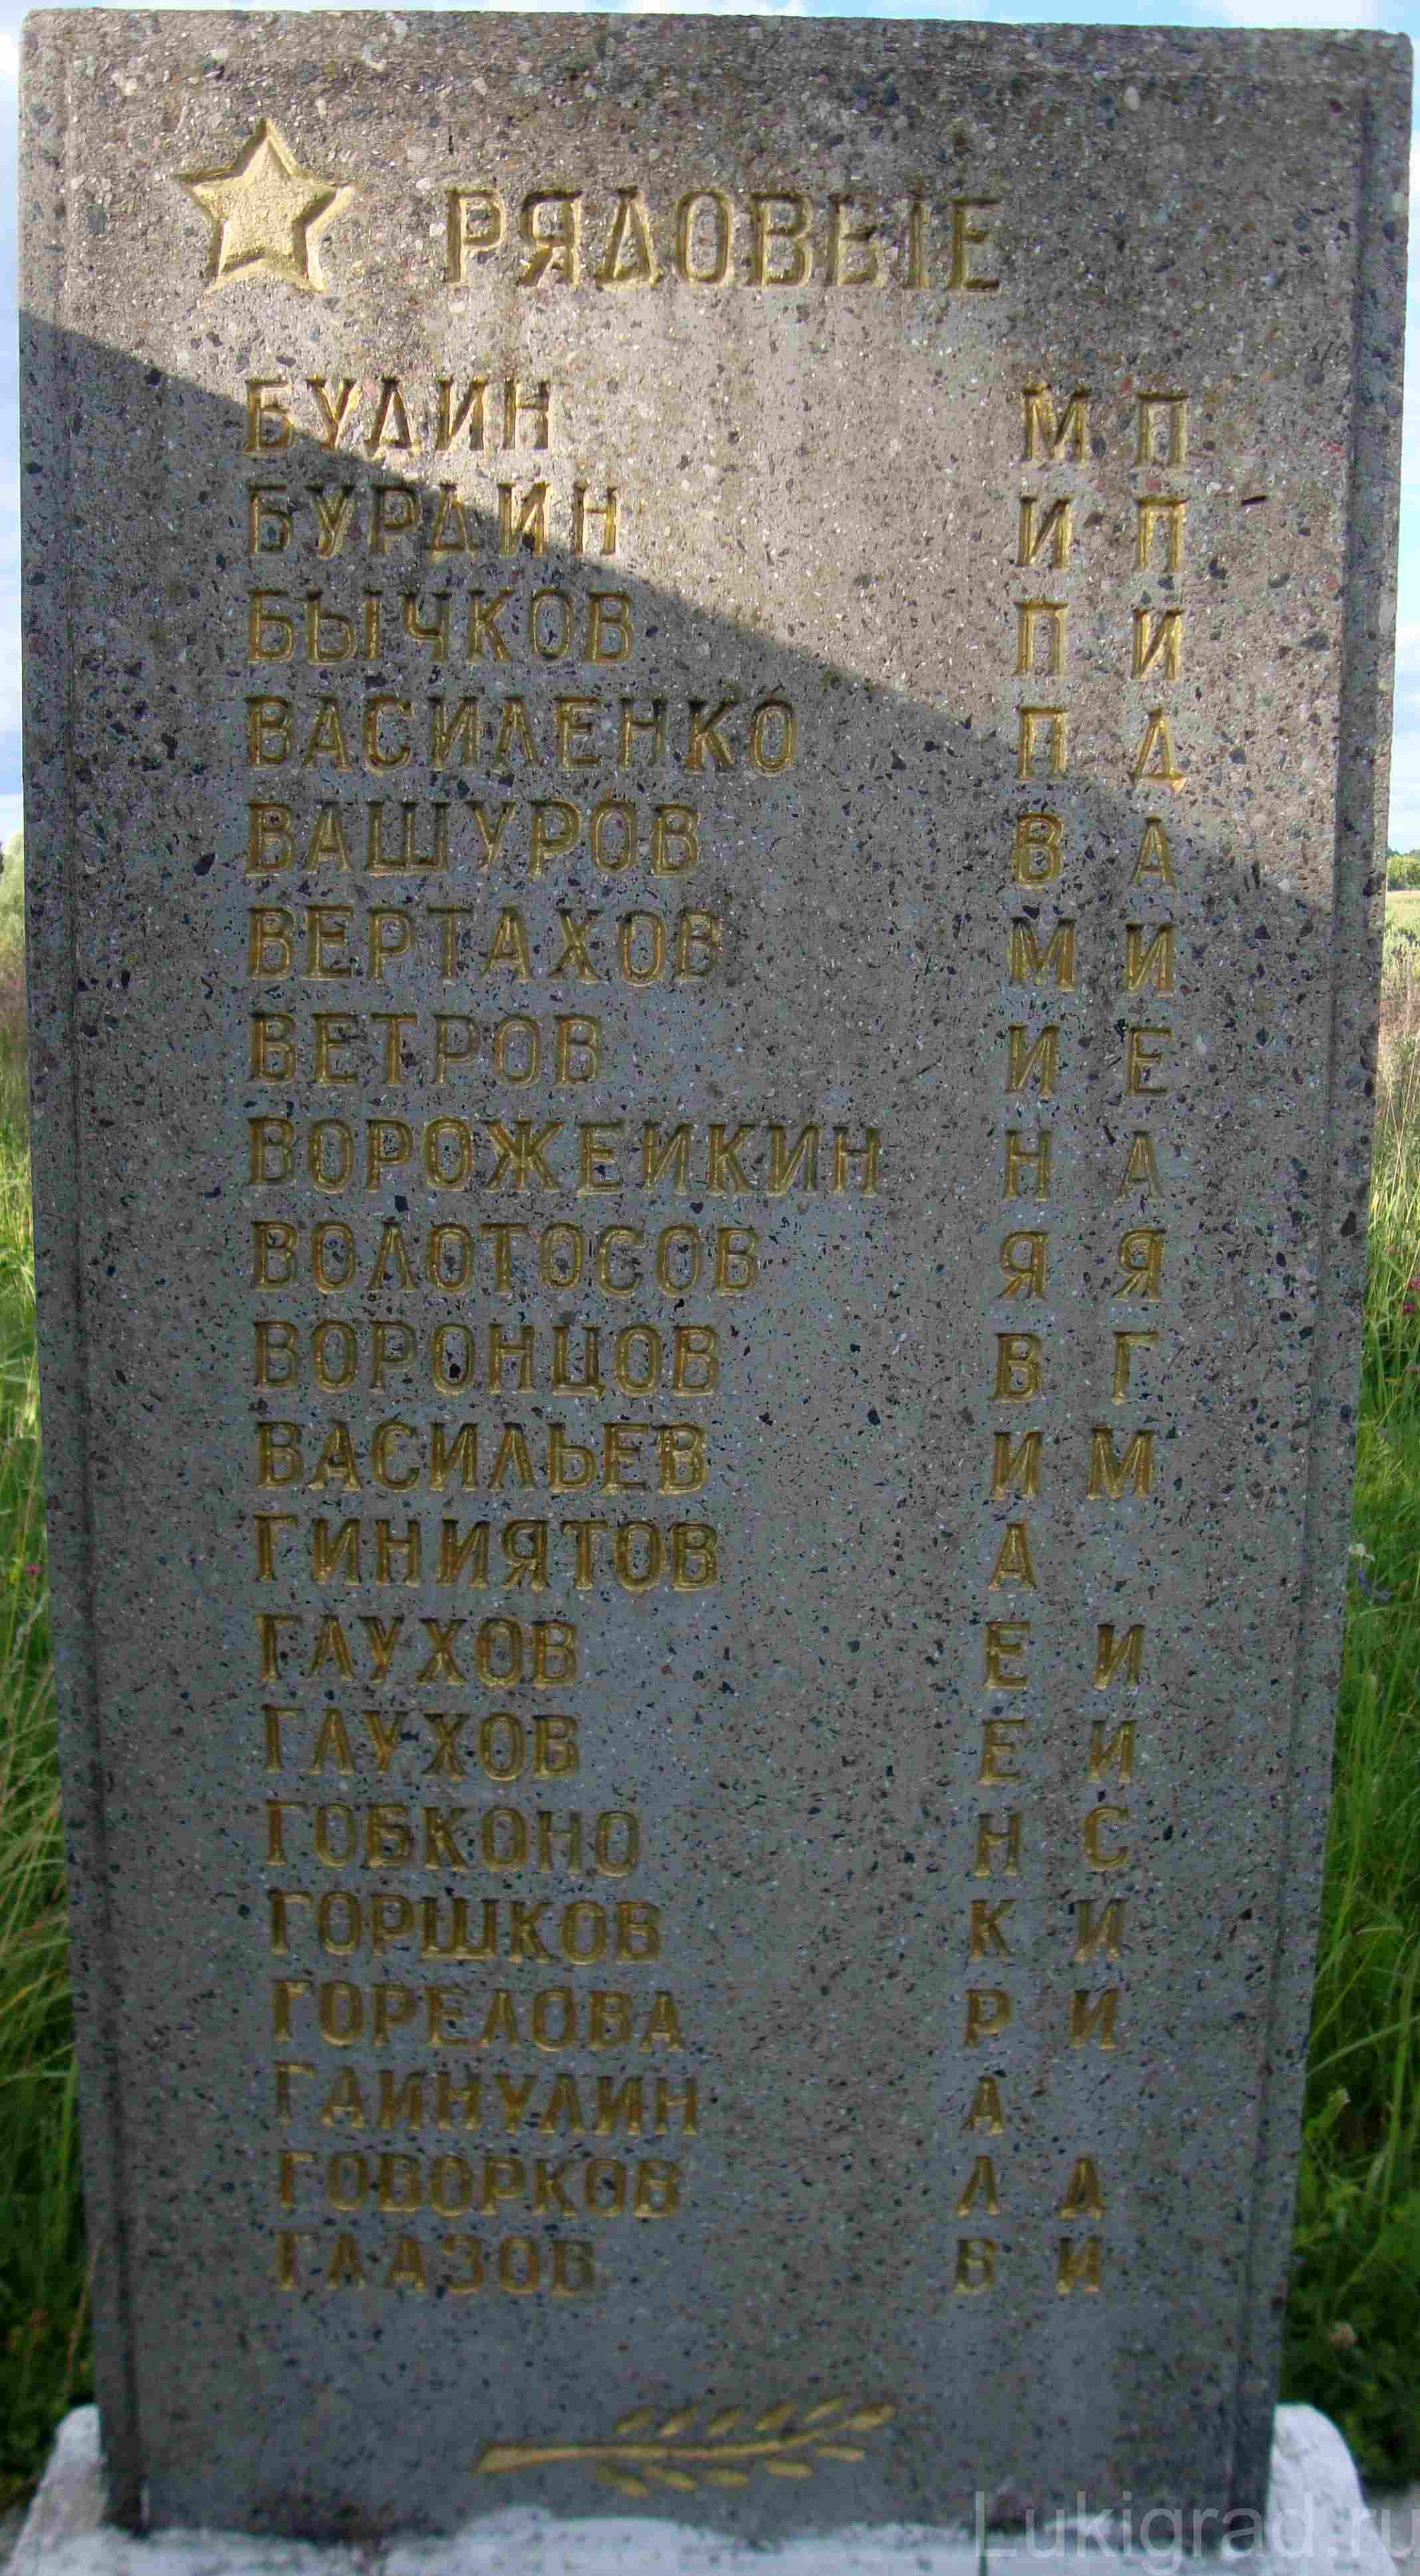 РЯДОВЫЕ
БУДИН М П
БУРДИН И П
БЫЧКОВ П И
ВАСИЛЕНКО П Д
ВАШУРОВ В А
ВЕРТАХОВ М И
ВЕТРОВ И Е
ВОРОЖЕИКИН Н А
ВОЛОТОСОВ Я Я
ВОРОНЦОВ В Г
ВАСИЛЬЕВ И М
ГИНИЯТОВ А
ГЛУХОВ Е И
ГЛУХОВ Е И
ГОБКОНО Н С
ГОРШКОВ К И
ГОРЕЛОВА Р И
ГАИНУЛИН А
ГОВОРКОВ Л Д
ГЛАЗОВ В И
Lukigrad.ru